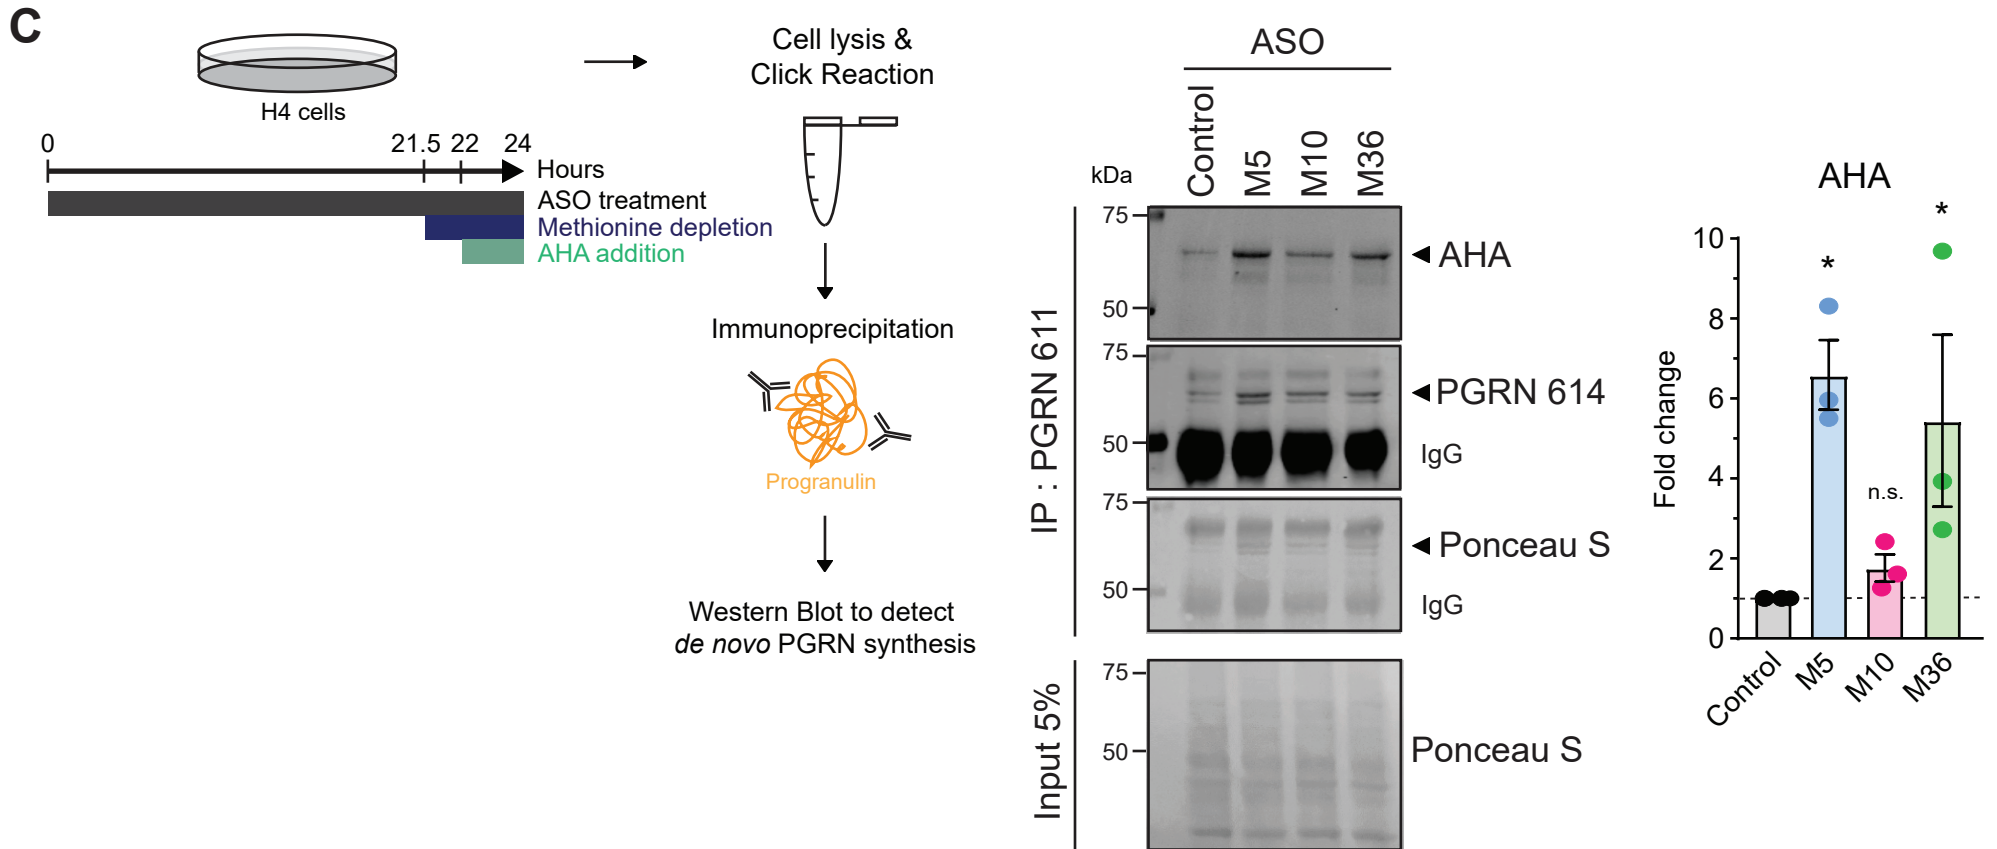 C
H4 cells
0 21.5 22 24
Hours
ASO treatment
Methionine depletion
AHA addition
Cell lysis &
Click Reaction
Immunoprecipitation
Progranulin
Western Blot to detect
de novo PGRN synthesis
ASO
Control M5 M10 M36
kDa
IP : PGRN 611
75
50
AHA
75
50
PGRN 614
IgG
75
50
Ponceau S
IgG
Input 5%
75
50
Ponceau S
AHA
Fold change
10
8
6
4
2
0
*
n.s.
*
Control M5 M10 M36